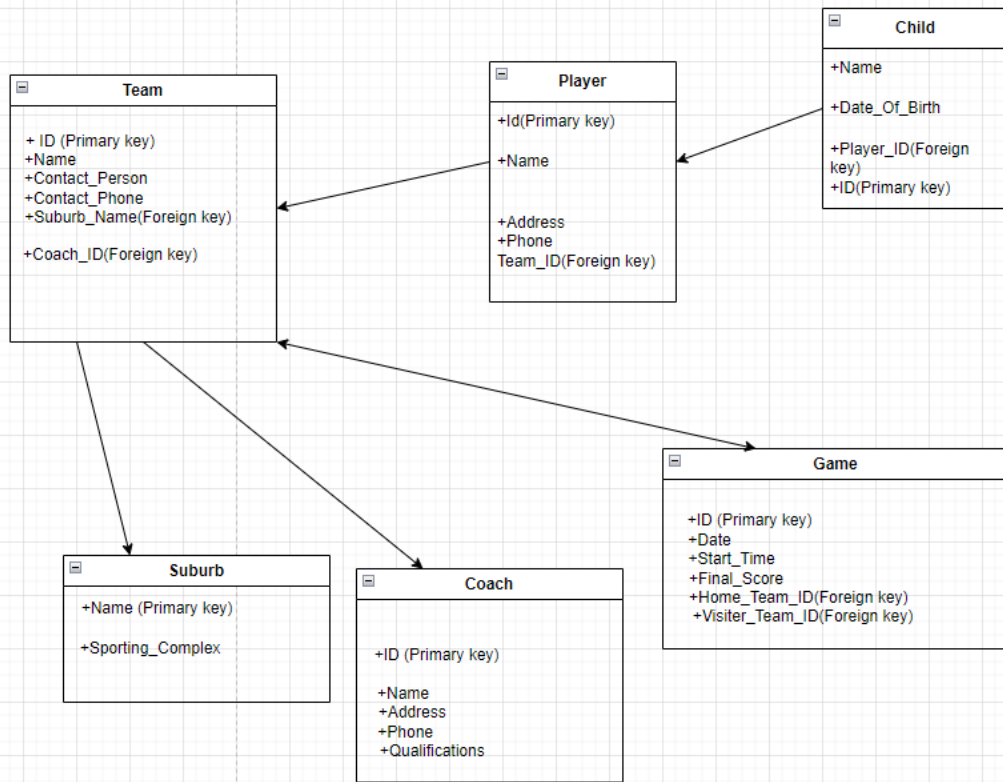 Team
+ ID (Primary key)
+Name
+Contact_Person
+Contact_Phone
+Suburb_Name(Foreign key)
+Coach_ID(Foreign key)
Player
+Id(Primary key)
+Name
+Address
+Phone
Team_ID(Foreign key)
Child
+Name
+Date_Of_Birth
+Player_ID(Foreign
key)
+ID(Primary key)
Suburb
+Name (Primary key)
+Sporting_Complex
Coach
+ID (Primary key)
+Name
+Address
+Phone
+Qualifications
Game
+ID (Primary key)
+Date
+Start_Time
+Final_Score
+Home_Team_ID(Foreign key)
+Visiter_Team_ID(Foreign key)